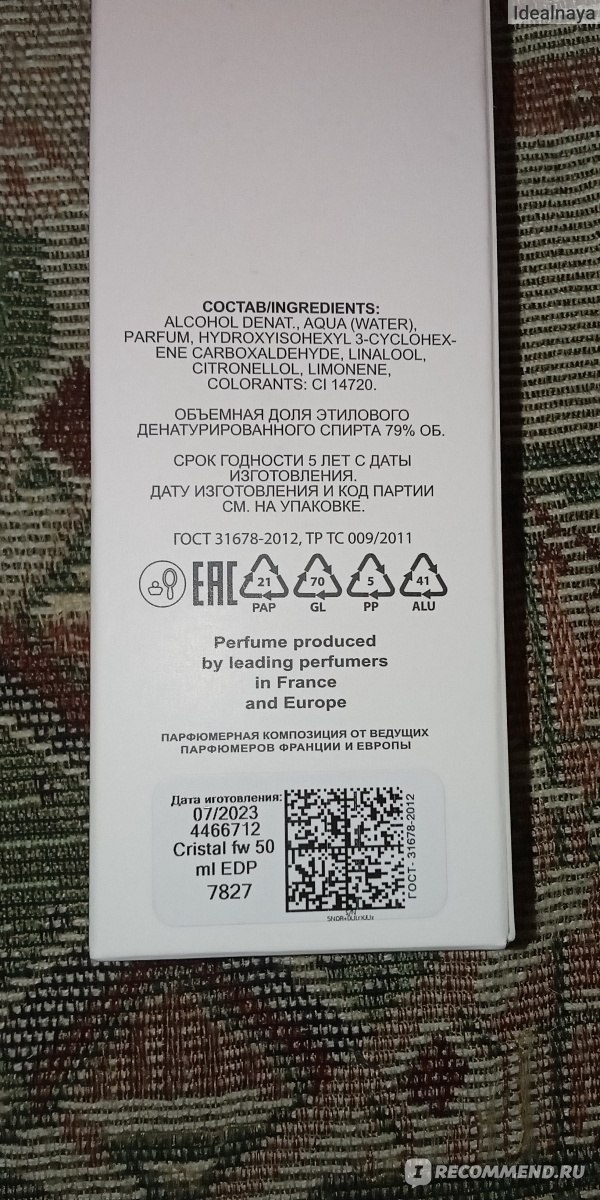 Idealnaya
СОСТАВ/INGREDIENTS:
ALCOHOL DENAT., AQUA (WATER),
PARFUM, HYDROXYISOHEXYL 3-CYCLOHEX-
ENE CARBOXALDEHYDE, LINALOOL,
CITRONELLOL, LIMONENE,
COLORANTS: CI 14720.
ОБЪЕМНАЯ ДОЛЯ ЭТИЛОВОГО
ДЕНАТУРИРОВАННОГО СПИРТА 79% ОБ.
СРОК ГОДНОСТИ 5 ЛЕТ С ДАТЫ
ИЗГОТОВЛЕНИЯ.
ДАТУ ИЗГОТОВЛЕНИЯ И КОД ПАРТИИ
СМ. НА УПАКОВКЕ.
ГОСТ 31678-2012, ТР ТС 009/2011
EAC 21 70 5 41
PAP GL PP ALU
Perfume produced
by leading perfumers
in France
and Europe
ПАРФЮМЕРНАЯ КОМПОЗИЦИЯ ОТ ВЕДУЩИХ
ПАРФЮМЕРОВ ФРАНЦИИ И ЕВРОПЫ
Дата иготовления:
07/2023
4466712
Cristal fw 50
ml EDP
7827
ГОСТ- 31678-2012
S/N
I RECOMMEND.RU